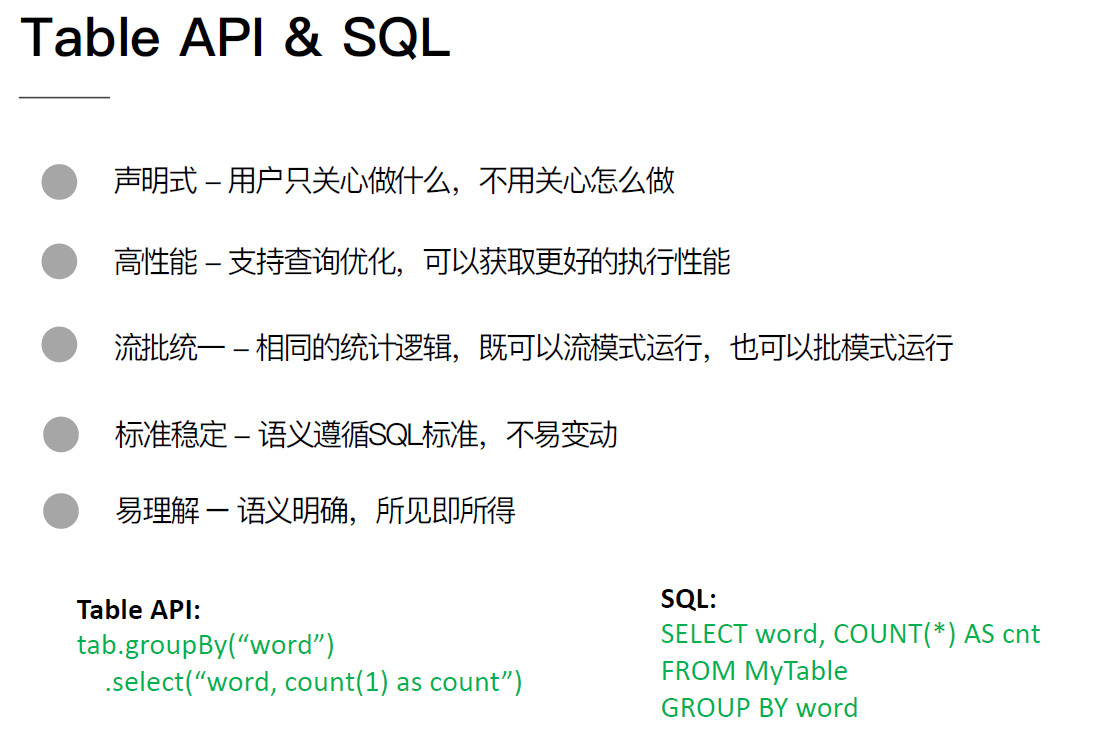 Table API & SQL
声明式 – 用户只关心做什么，不用关心怎么做
高性能 – 支持查询优化，可以获取更好的执行性能
流批统一 – 相同的统计逻辑，既可以流模式运行，也可以批模式运行
标准稳定 – 语义遵循SQL标准，不易变动
易理解 — 语义明确，所见即所得
Table API:
tab.groupBy(“word”)
.select(“word, count(1) as count”)
SQL:
SELECT word, COUNT(*) AS cnt
FROM MyTable
GROUP BY word